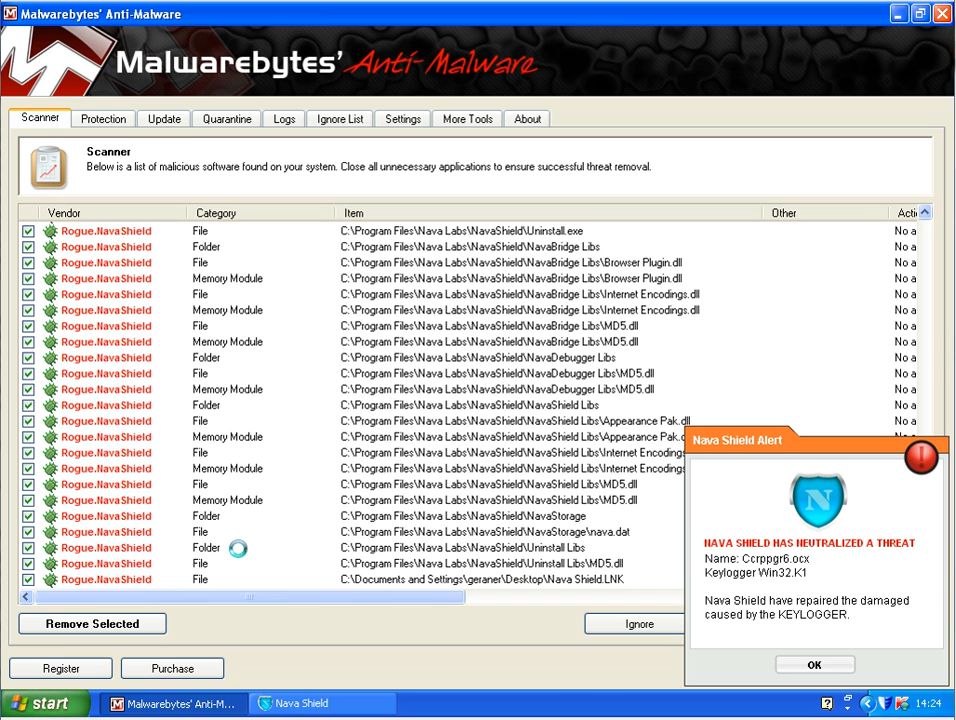 Malwarebytes' Anti-Malware
Malwarebytes' Anti-Malware
Scanner Protection Update Quarantine Logs Ignore List Settings More Tools About
Scanner
Below is a list of malicious software found on your system. Close all unnecessary applications to ensure successful threat removal.
Vendor Category Item Other Acti
Rogue.NavaShield File C:\Program Files\Nava Labs\NavaShield\Uninstall.exe No a
Rogue.NavaShield Folder C:\Program Files\Nava Labs\NavaShield\NavaBridge Libs No a
Rogue.NavaShield File C:\Program Files\Nava Labs\NavaShield\NavaBridge Libs\Browser Plugin.dll No a
Rogue.NavaShield Memory Module C:\Program Files\Nava Labs\NavaShield\NavaBridge Libs\Browser Plugin.dll No a
Rogue.NavaShield File C:\Program Files\Nava Labs\NavaShield\NavaBridge Libs\Internet Encodings.dll No a
Rogue.NavaShield Memory Module C:\Program Files\Nava Labs\NavaShield\NavaBridge Libs\Internet Encodings.dll No a
Rogue.NavaShield File C:\Program Files\Nava Labs\NavaShield\NavaBridge Libs\MD5.dll No a
Rogue.NavaShield Memory Module C:\Program Files\Nava Labs\NavaShield\NavaBridge Libs\MD5.dll No a
Rogue.NavaShield Folder C:\Program Files\Nava Labs\NavaShield\NavaDebugger Libs No a
Rogue.NavaShield File C:\Program Files\Nava Labs\NavaShield\NavaDebugger Libs\MD5.dll No a
Rogue.NavaShield Memory Module C:\Program Files\Nava Labs\NavaShield\NavaDebugger Libs\MD5.dll No a
Rogue.NavaShield Folder C:\Program Files\Nava Labs\NavaShield\NavaShield Libs No a
Rogue.NavaShield File C:\Program Files\Nava Labs\NavaShield\NavaShield Libs\Appearance Pak.dll No a
Rogue.NavaShield Memory Module C:\Program Files\Nava Labs\NavaShield\NavaShield Libs\Appearance Pak.d
Rogue.NavaShield File C:\Program Files\Nava Labs\NavaShield\NavaShield Libs\Internet Encodings
Rogue.NavaShield Memory Module C:\Program Files\Nava Labs\NavaShield\NavaShield Libs\Internet Encodings
Rogue.NavaShield File C:\Program Files\Nava Labs\NavaShield\NavaShield Libs\MD5.dll
Rogue.NavaShield Memory Module C:\Program Files\Nava Labs\NavaShield\NavaShield Libs\MD5.dll
Rogue.NavaShield Folder C:\Program Files\Nava Labs\NavaShield\NavaStorage
Rogue.NavaShield File C:\Program Files\Nava Labs\NavaShield\NavaStorage\nava.dat
Rogue.NavaShield Folder C:\Program Files\Nava Labs\NavaShield\Uninstall Libs
Rogue.NavaShield File C:\Program Files\Nava Labs\NavaShield\Uninstall Libs\MD5.dll
Rogue.NavaShield File C:\Documents and Settings\geraner\Desktop\Nava Shield.LNK
Remove Selected Ignore
Register Purchase
Nava Shield Alert
N
NAVA SHIELD HAS NEUTRALIZED A THREAT
Name: Ccrppgr6.ocx
Keylogger Win32.K1
Nava Shield have repaired the damaged
caused by the KEYLOGGER.
OK
start Malwarebytes' Anti-M... Nava Shield 14:24